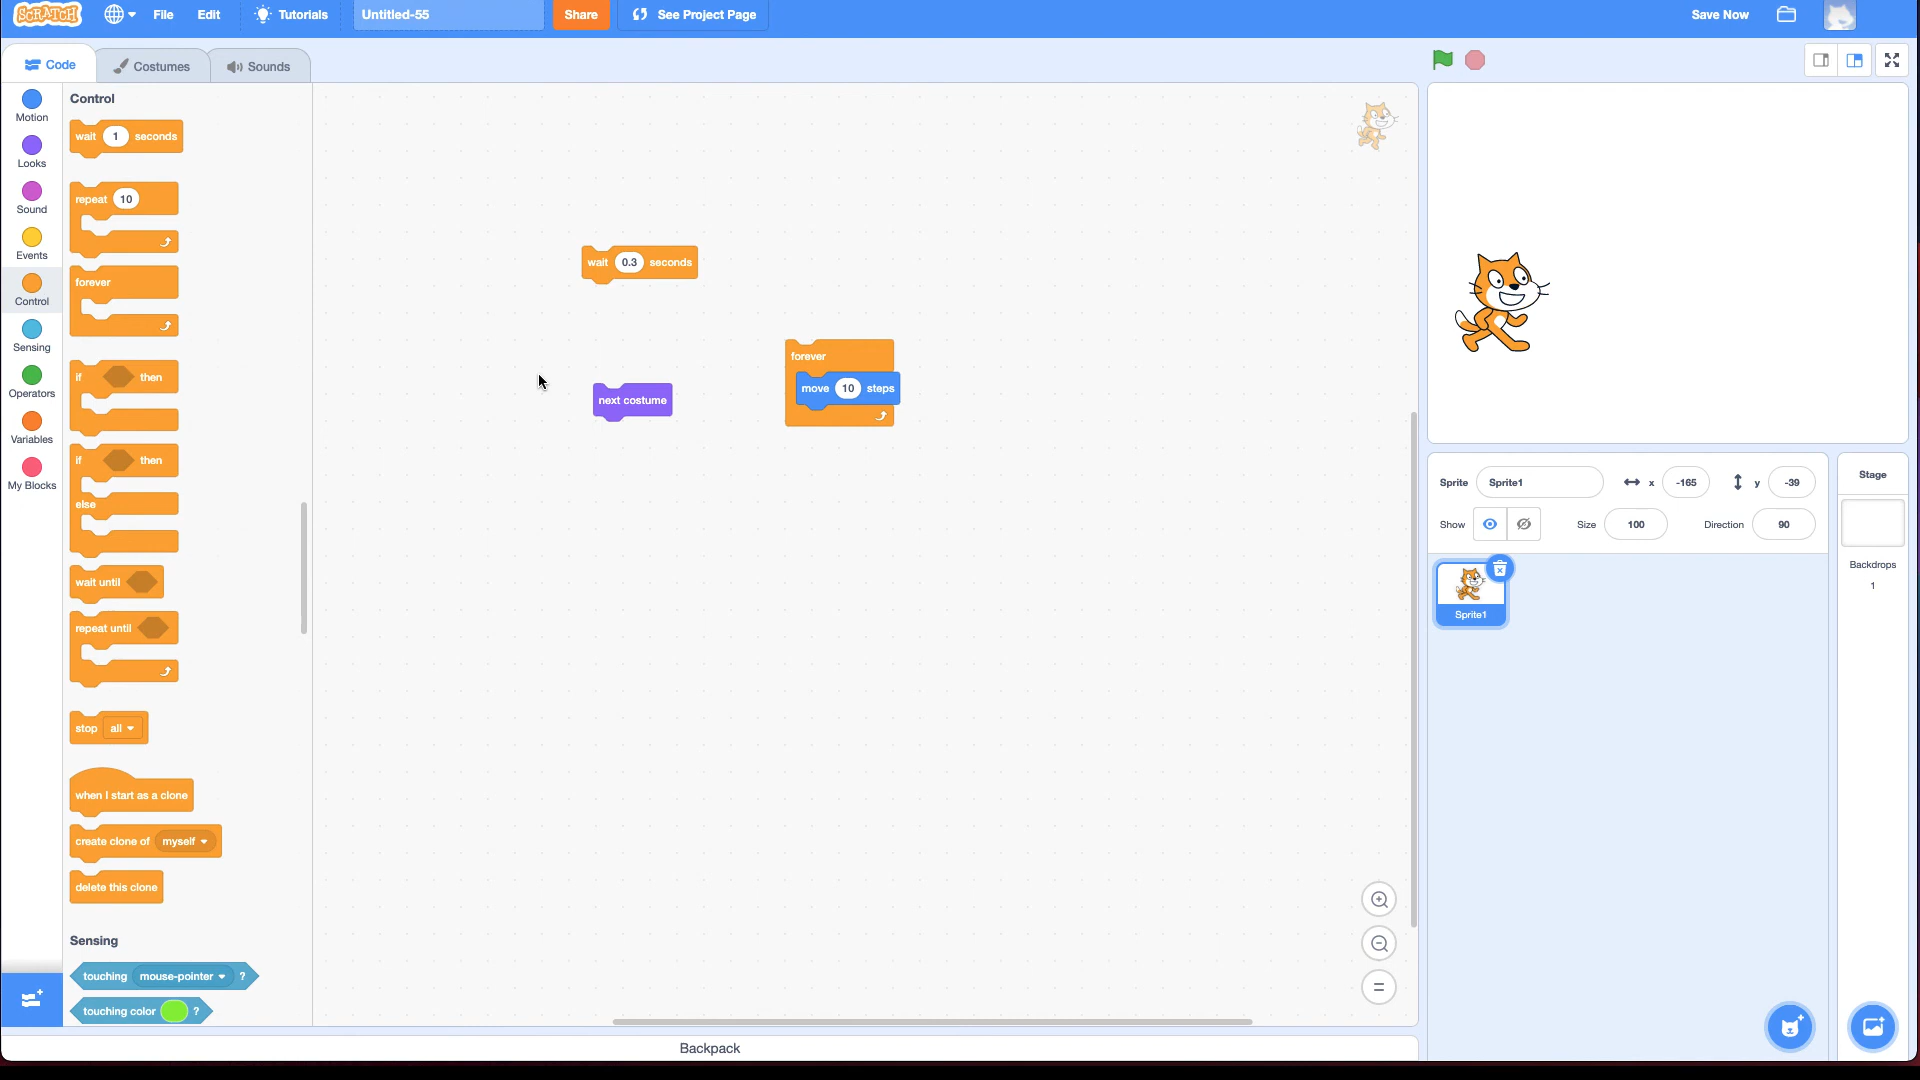 SCRATCH File Edit Tutorials Untitled-55 Share See Project Page Save Now
Code Costumes Sounds
Motion
Looks
Sound
Events
Control
Sensing
Operators
Variables
My Blocks
Control
wait 1 seconds
repeat 10
forever
if then
if then
else
wait until
repeat until
stop all
when I start as a clone
create clone of myself
delete this clone
Sensing
touching mouse-pointer ?
touching color ?
wait 0.3 seconds
next costume
forever
move 10 steps
Backpack
Sprite Sprite1 x -165 y -39
Show Size 100 Direction 90
Sprite1
Stage
Backdrops
1